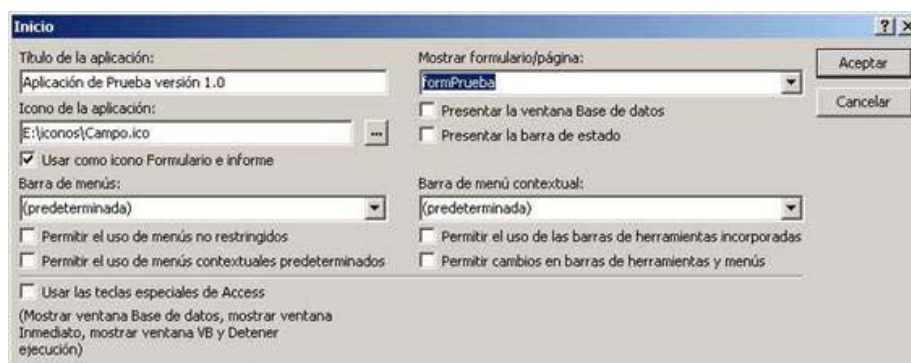 Inicio
Título de la aplicación:
Aplicación de Prueba versión 1.0
Icono de la aplicación:
E:\iconos\Campo.ico
...
Usar como icono Formulario e informe
Barra de menús:
(predeterminada)
Permitir el uso de menús no restringidos
Permitir el uso de menús contextuales predeterminados
Mostrar formulario/página:
formPrueba
Presentar la ventana Base de datos
Presentar la barra de estado
Barra de menú contextual:
(predeterminada)
Permitir el uso de las barras de herramientas incorporadas
Permitir cambios en barras de herramientas y menús
Aceptar
Cancelar
Usar las teclas especiales de Access
(Mostrar ventana Base de datos, mostrar ventana
Inmediato, mostrar ventana VB y Detener
ejecución)